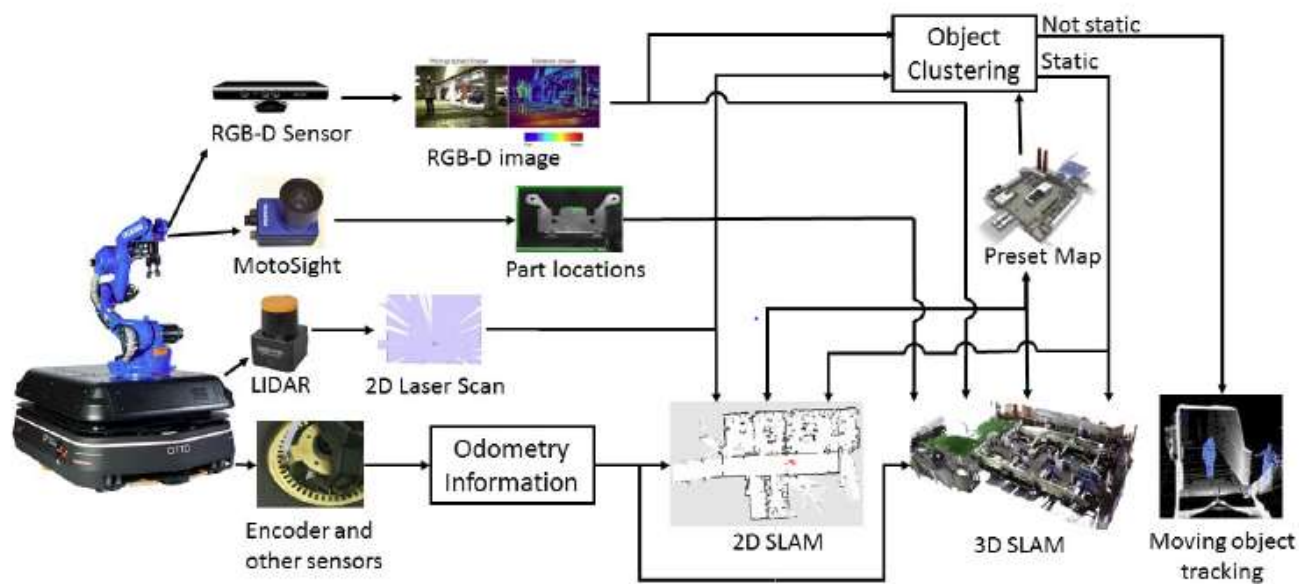 Not static
Object
Clustering
Static
RGB-D Sensor
RGB-D image
MotoSight
Part locations
Preset Map
LIDAR
2D Laser Scan
OTTO
Odometry
Information
Encoder and
other sensors
2D SLAM
3D SLAM
Moving object
tracking